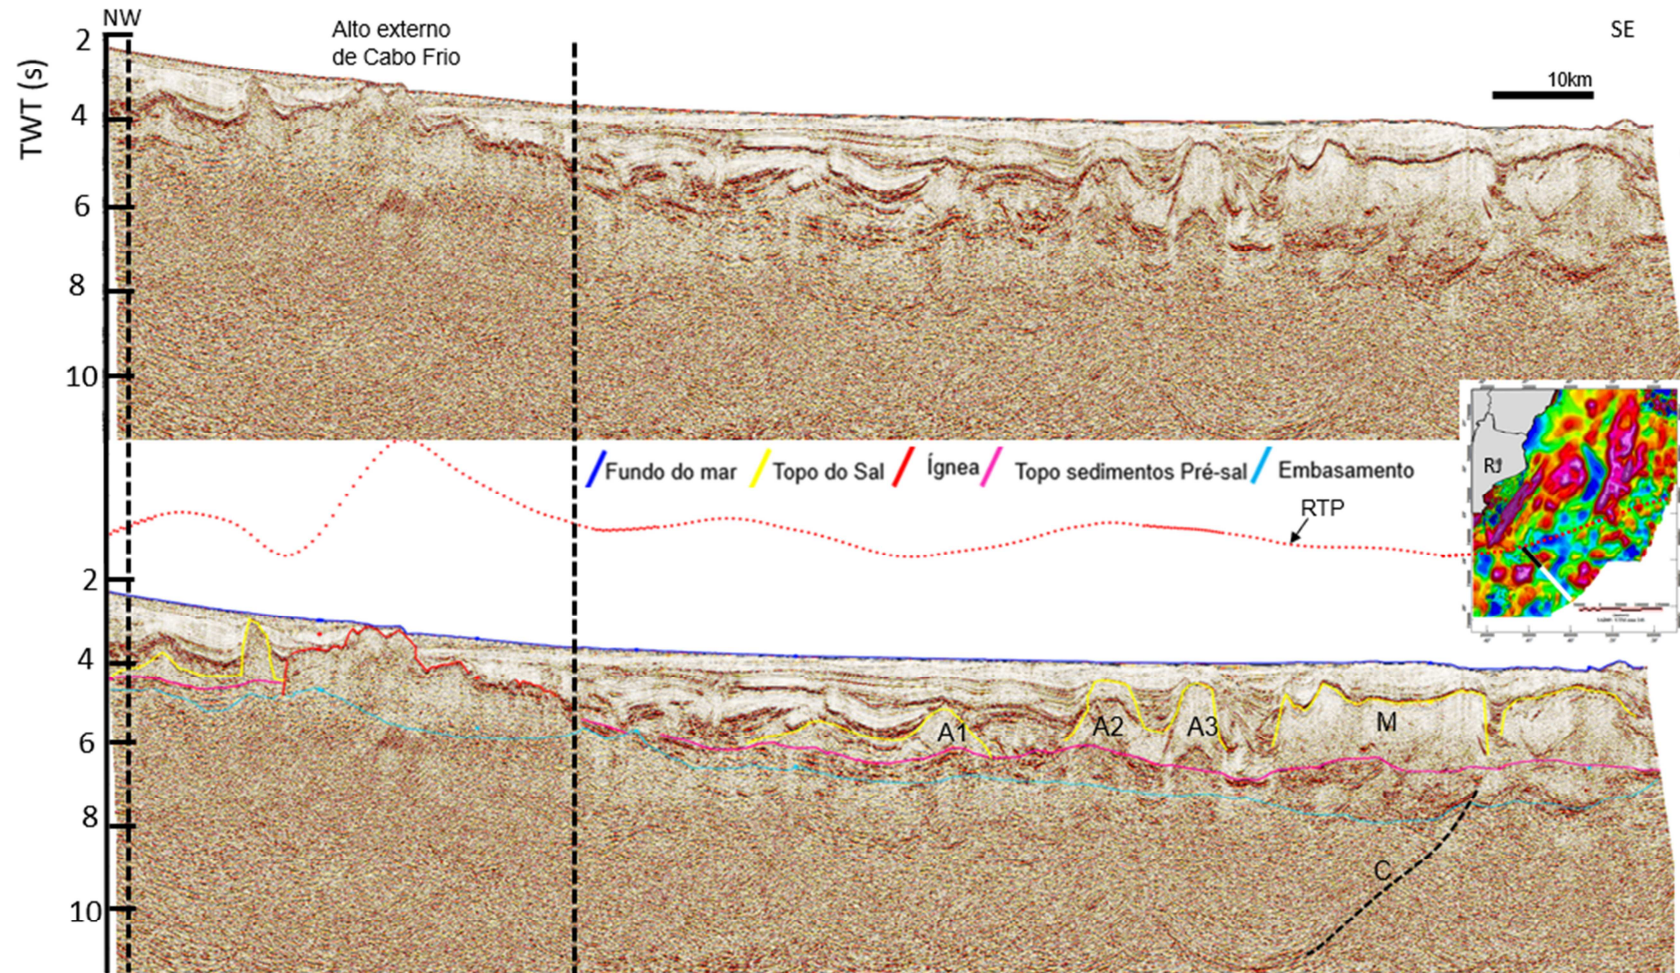 NW
Alto externo
de Cabo Frio
SE
TWT (s)
10km
2
4
6
8
10
Fundo do mar
Topo do Sal
Ígnea
Topo sedimentos Pré-sal
Embasamento
RTP
RJ
2
4
6
8
10
A1
A2
A3
M
C